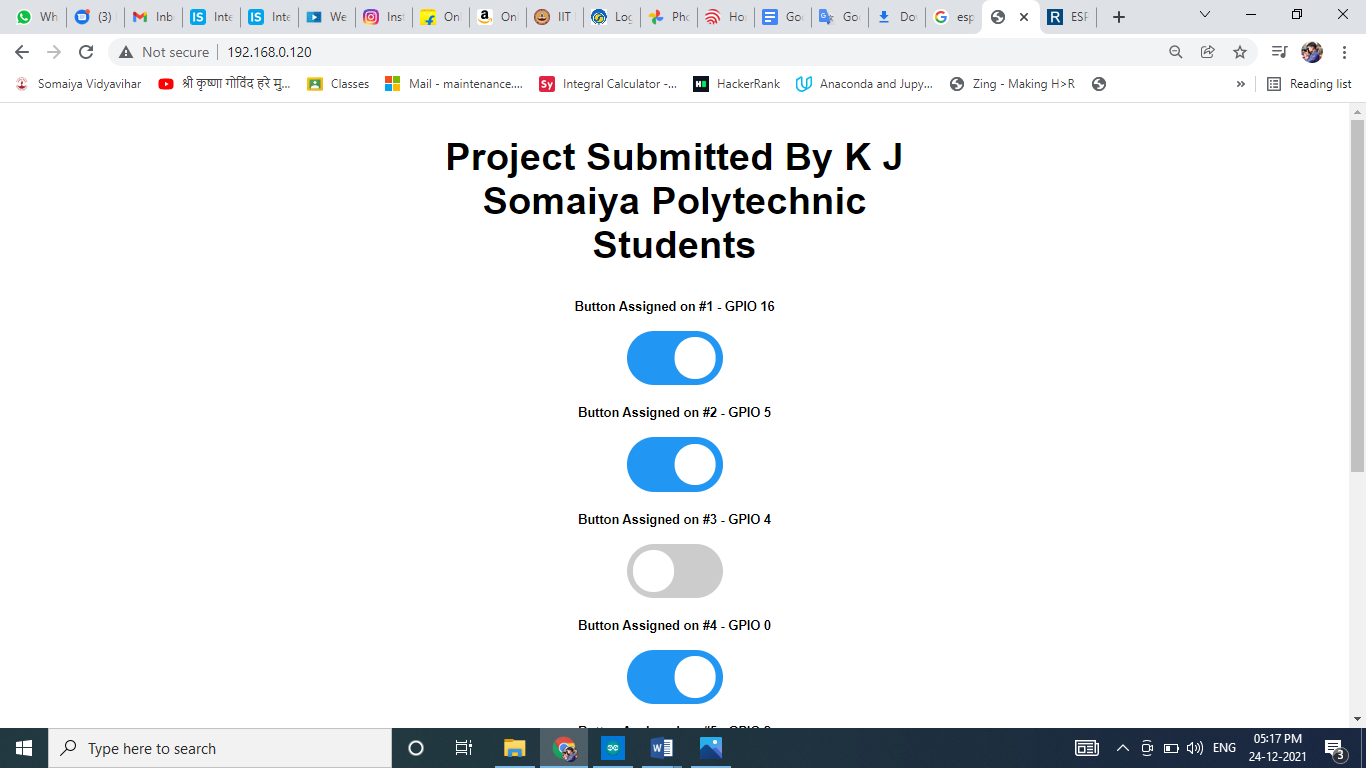 Wh (3) Inb Inte Inte We Inst On On IIT Log Pho Ho Goo Goo Do esp ESP
Not secure 192.168.0.120
Somaiya Vidyavihar श्री कृष्णा गोविंद हरे मु... Classes Mail - maintenance.... Integral Calculator -... HackerRank Anaconda and Jupy... Zing - Making H>R » Reading list
Project Submitted By K J
Somaiya Polytechnic
Students
Button Assigned on #1 - GPIO 16
Button Assigned on #2 - GPIO 5
Button Assigned on #3 - GPIO 4
Button Assigned on #4 - GPIO 0
Type here to search
ENG
05:17 PM
24-12-2021
3